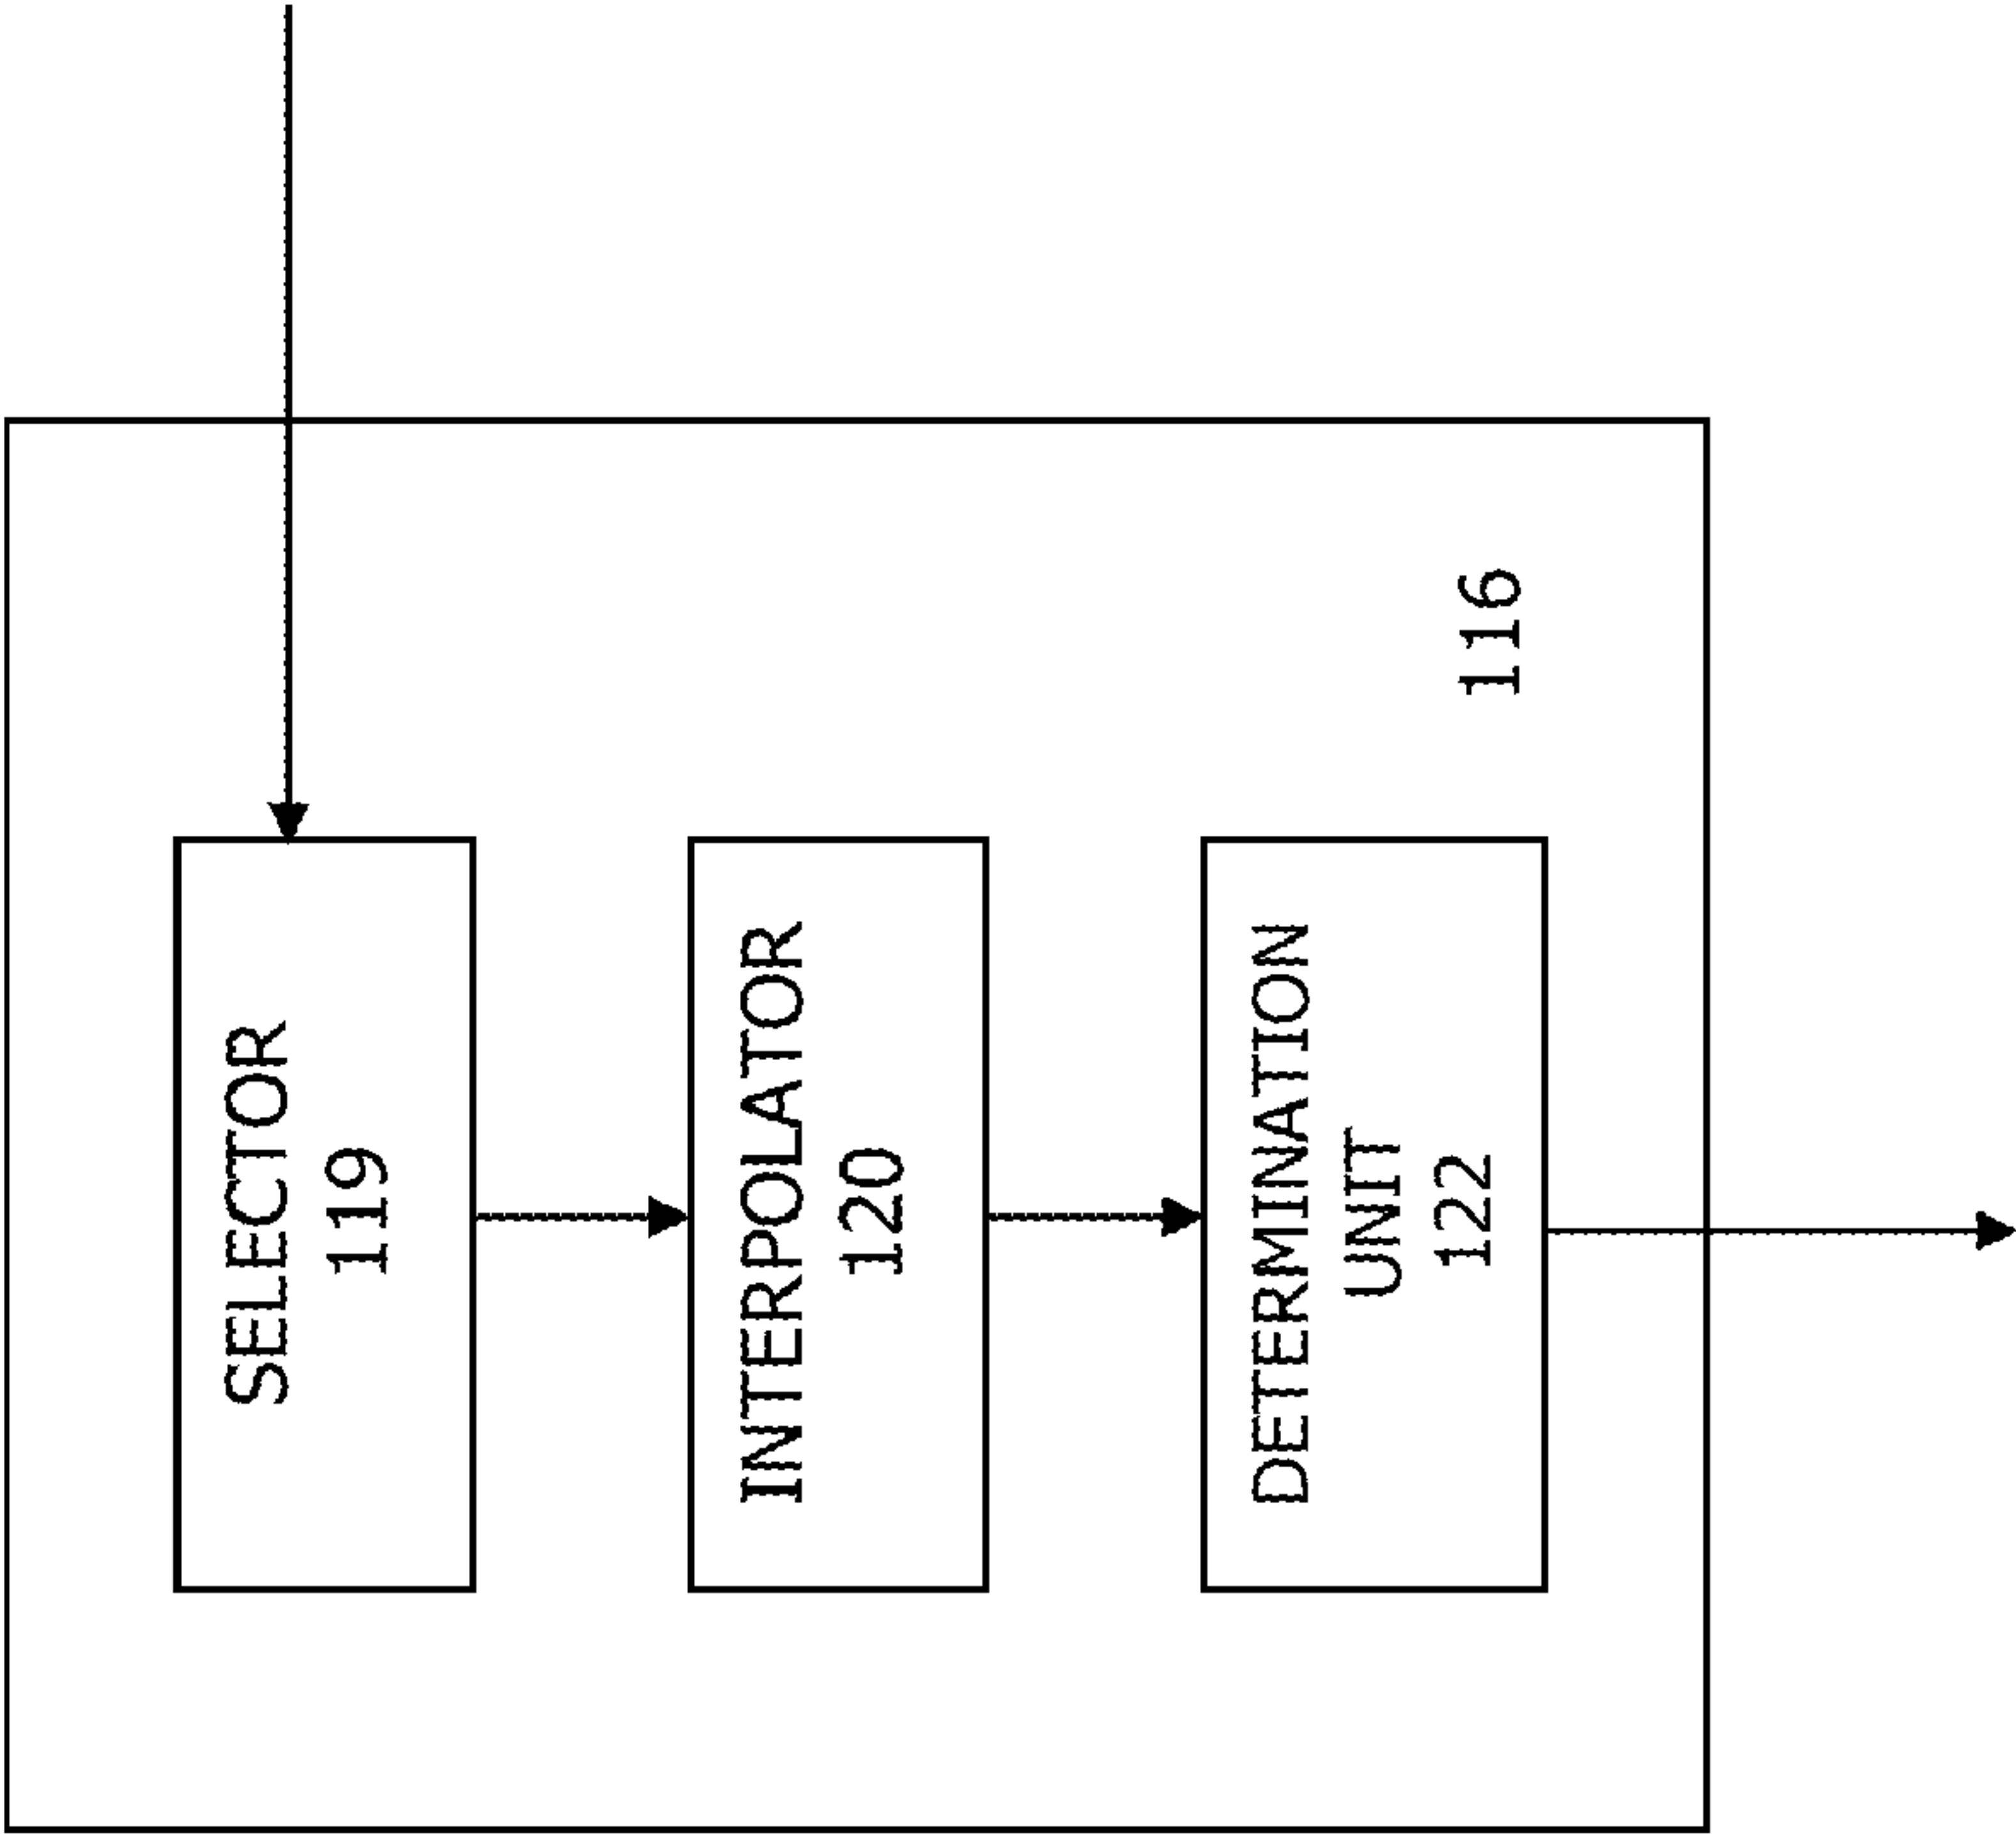 SELECTOR
119
INTERPOLATOR
120
DETERMINATION
UNIT
122
116